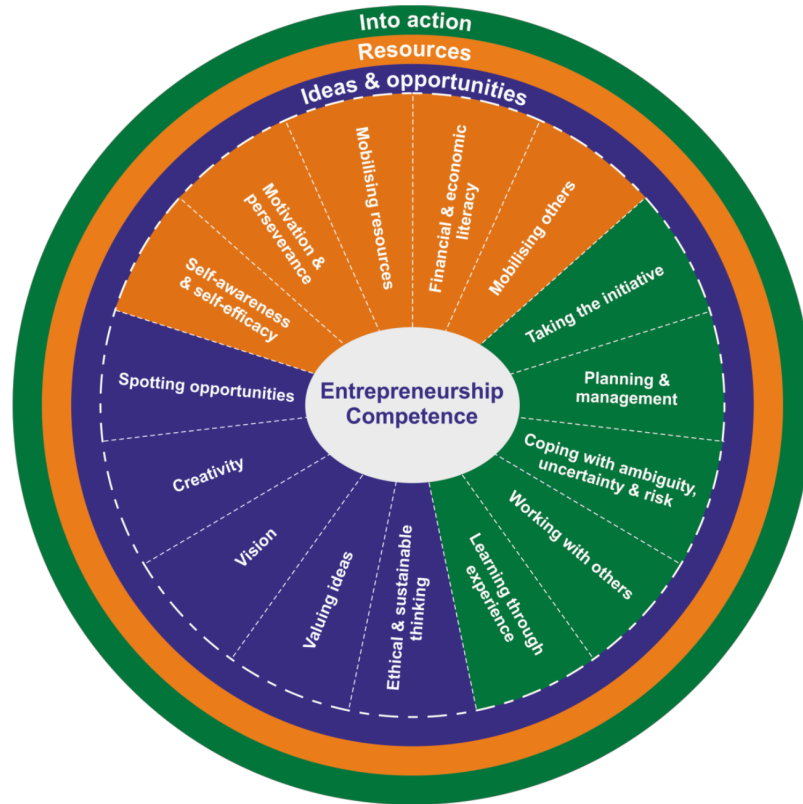 Into action
Resources
Ideas & opportunities
Self-awareness
& self-efficacy
Motivation &
perseverance
Mobilising resources
Financial & economic
literacy
Mobilising others
Taking the initiative
Planning &
management
Coping with ambiguity,
uncertainty & risk
Working with others
Learning through
experience
Ethical & sustainable
thinking
Valuing ideas
Vision
Creativity
Spotting opportunities
Entrepreneurship
Competence